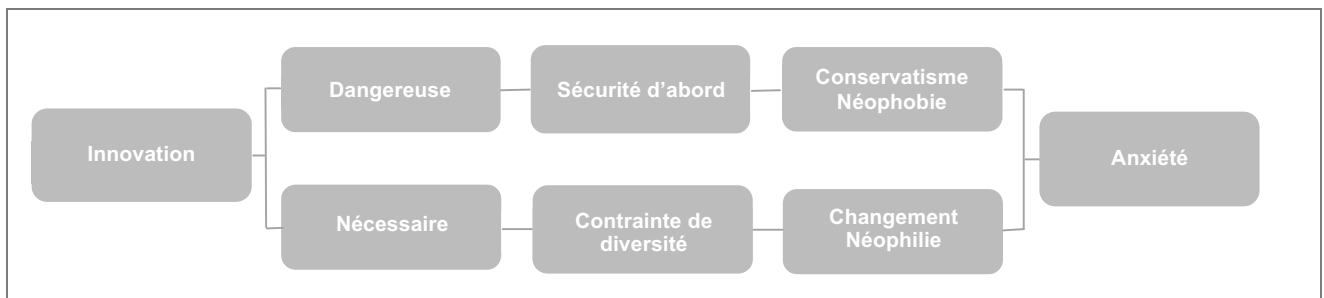 Innovation
Dangereuse
Sécurité d’abord
Conservatisme
Néophobie
Nécessaire
Contrainte de
diversité
Changement
Néophilie
Anxiété